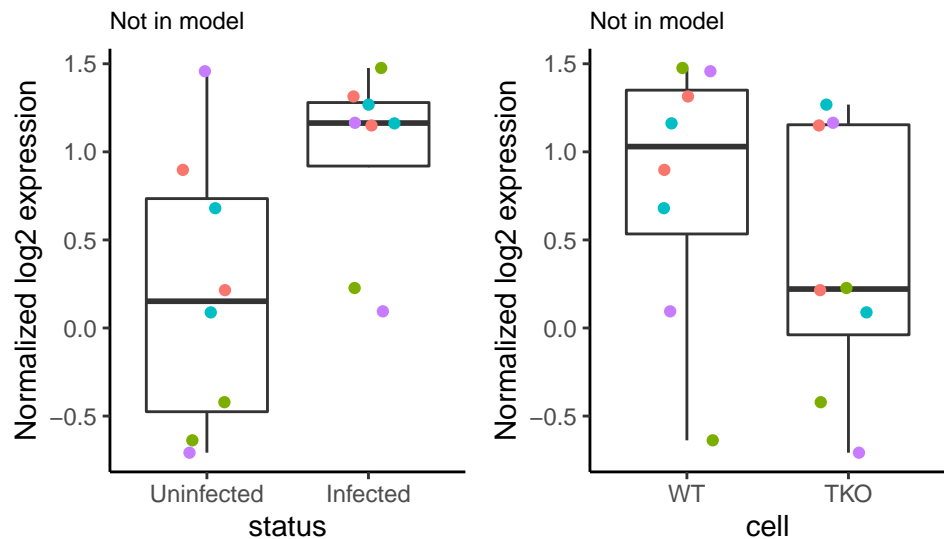 Not in model
Normalized log2 expression
1.5
1.0
0.5
0.0
−0.5
Uninfected
Infected
status
Not in model
Normalized log2 expression
1.5
1.0
0.5
0.0
−0.5
WT
TKO
cell